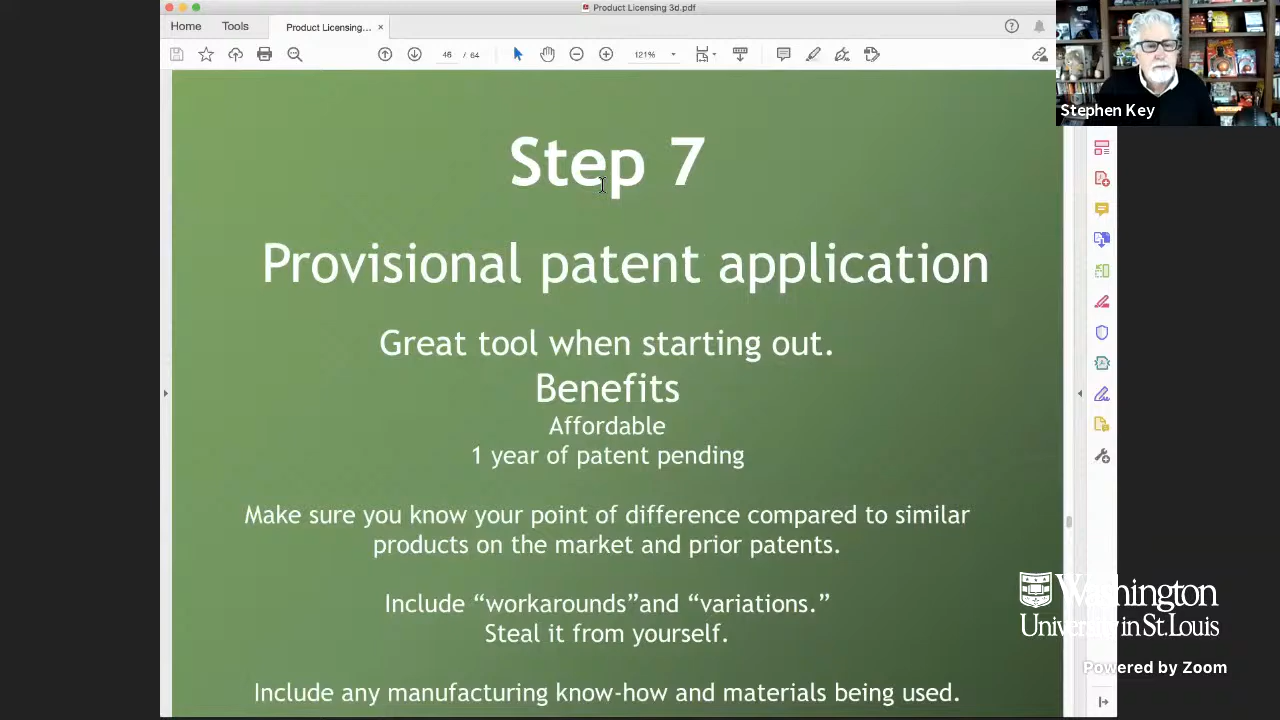 Product Licensing 3d.pdf
Home
Tools
Product Licensing...
×
46 / 64
121%
Stephen Key
Step 7
Provisional patent application
Great tool when starting out.
Benefits
Affordable
1 year of patent pending
Make sure you know your point of difference compared to similar
products on the market and prior patents.
Include “workarounds”and “variations.”
Steal it from yourself.
Include any manufacturing know-how and materials being used.
Washington
University in St.Louis
Powered by Zoom